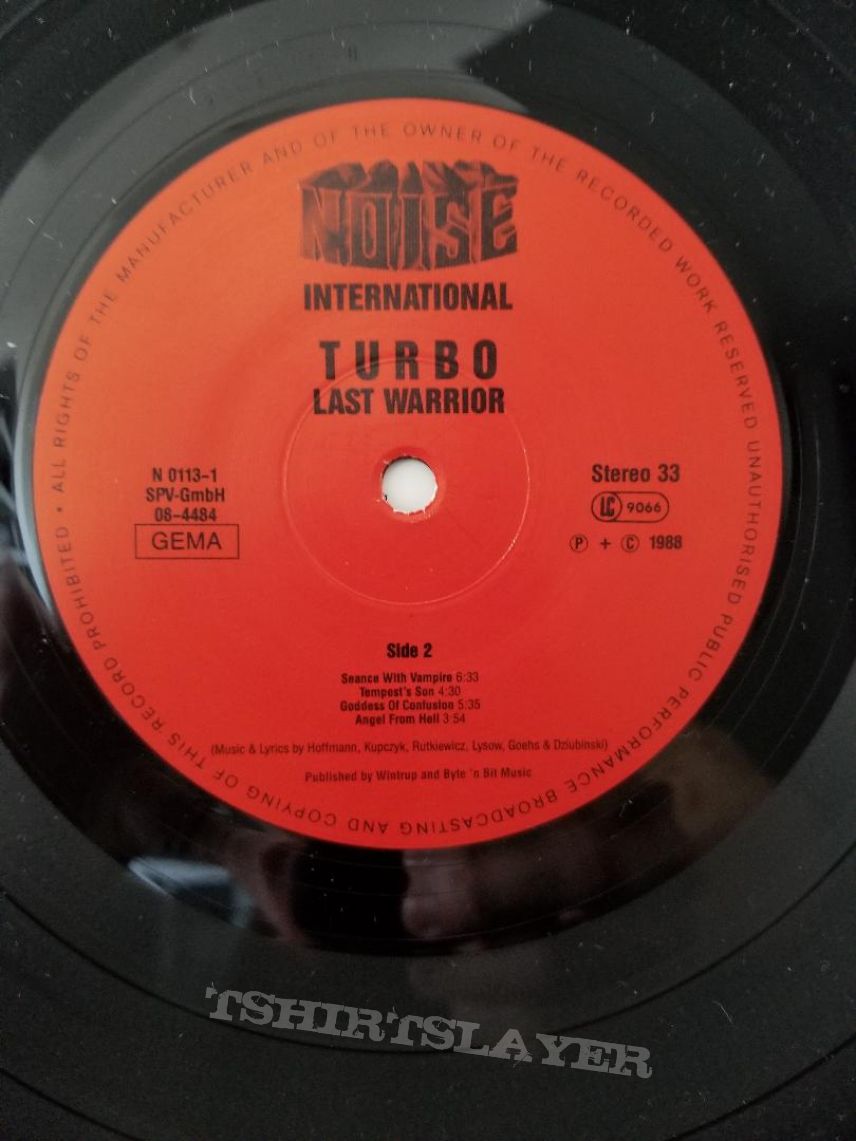 ALL RIGHTS OF THE MANUFACTURER AND OF THE OWNER OF THE RECORDED WORK RESERVED UNAUTHORISED PUBLIC PERFORMANCE BROADCASTING AND COPYING OF THIS RECORD PROHIBITED •
NOISE
INTERNATIONAL
TURBO
LAST WARRIOR
N 0113-1
SPV-GmbH
08-4484
GEMA
Stereo 33
LC 9066
Ⓟ + Ⓒ 1988
Side 2
Seance With Vampire 6:33
Tempest's Son 4:30
Goddess Of Confusion 5:35
Angel From Hell 3:54
(Music & Lyrics by Hoffmann, Kupczyk, Rutkiewicz, Lysow, Goehs & Dziubinski)
Published by Wintrup and Byte 'n Bit Music
TSHIRTSLAYER